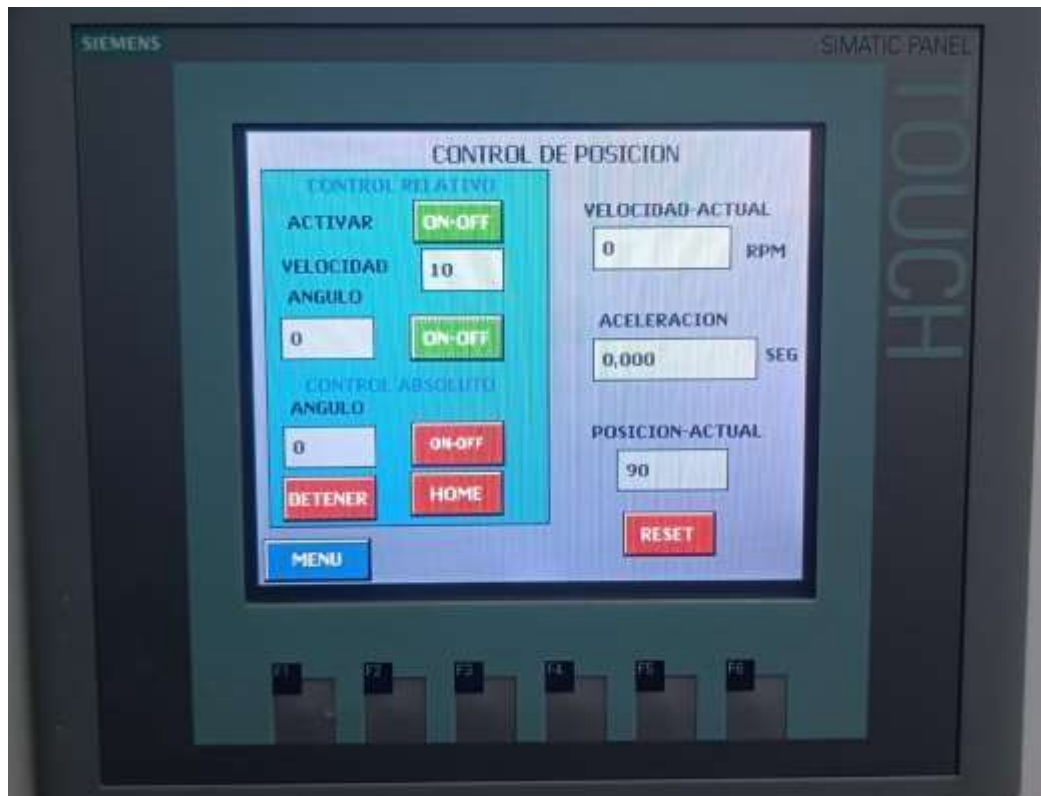 SIEMENS
SIMATIC PANEL
TOUCH
CONTROL DE POSICION
CONTROL RELATIVO
ACTIVAR ON-OFF
VELOCIDAD 10
ANGULO
0 ON-OFF
CONTROL ABSOLUTO
ANGULO
0 ON-OFF
DETENER HOME
MENU
VELOCIDAD-ACTUAL
0 RPM
ACELERACION
0,000 SEG
POSICION-ACTUAL
90
RESET
F1 F2 F3 F4 F5 F6